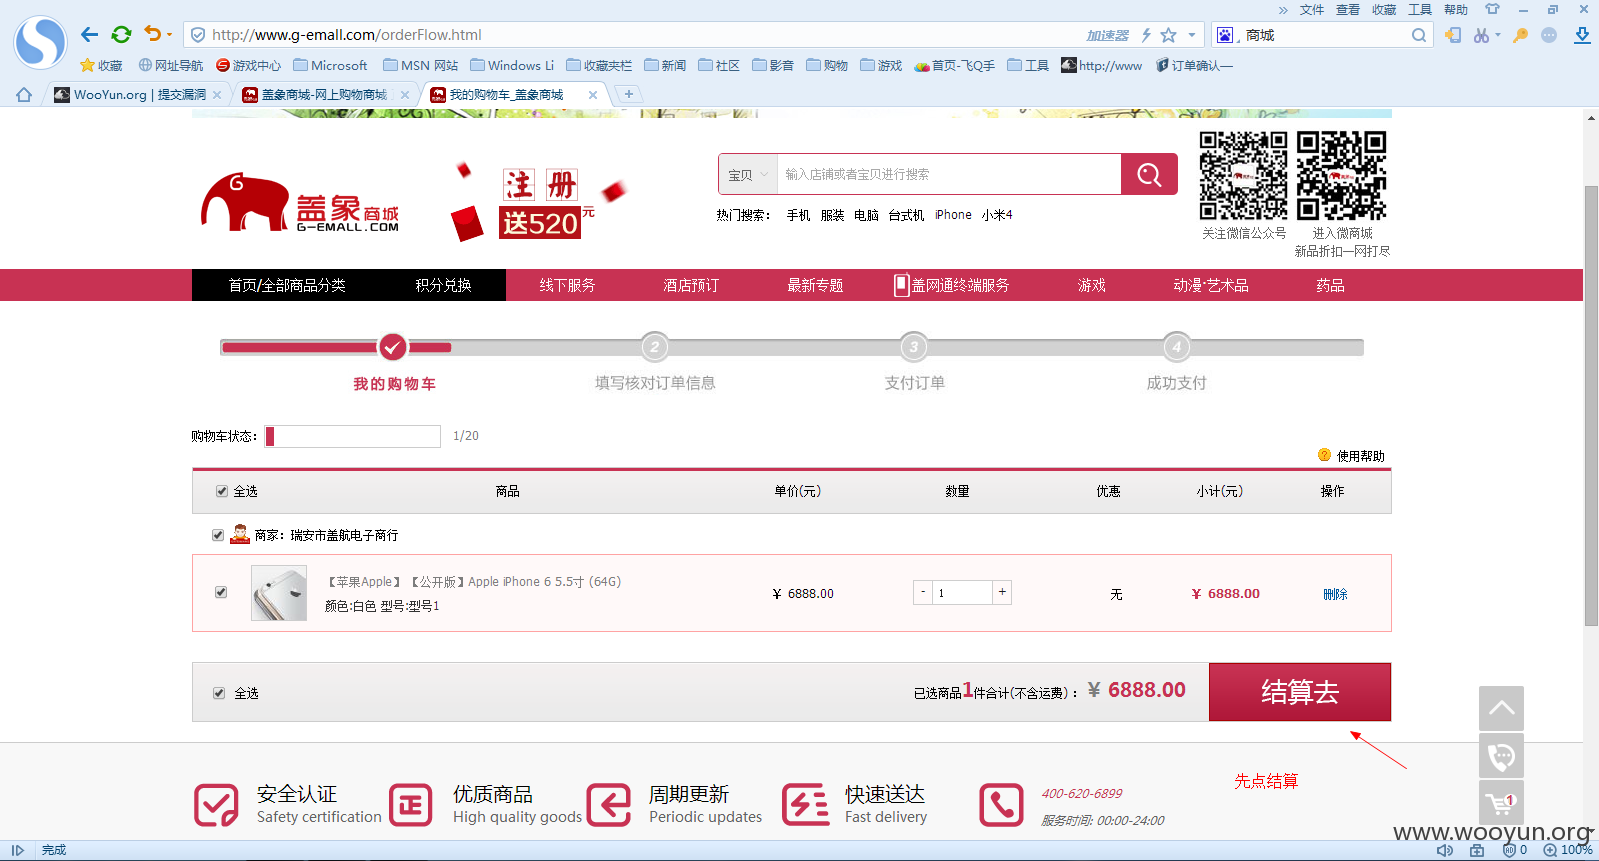 » 文件 查看 收藏 工具 帮助
http://www.g-emall.com/orderFlow.html 加速器 商城
收藏 网址导航 游戏中心 Microsoft MSN 网站 Windows Li 收藏夹栏 新闻 社区 影音 购物 游戏 首页-飞Q手 工具 http://www 订单确认—
WooYun.org | 提交漏洞 盖象商城-网上购物商城 我的购物车_盖象商城
盖象商城
G-EMALL.COM
注册
送520元
宝贝 输入店铺或者宝贝进行搜索
热门搜索： 手机 服装 电脑 台式机 iPhone 小米4
关注微信公众号 进入微商城
新品折扣一网打尽
首页/全部商品分类 积分兑换 线下服务 酒店预订 最新专题 盖网通终端服务 游戏 动漫·艺术品 药品
2 3 4
我的购物车 填写核对订单信息 支付订单 成功支付
购物车状态： 1/20
? 使用帮助
全选 商品 单价(元) 数量 优惠 小计(元) 操作
商家：瑞安市盖航电子商行
【苹果Apple】【公开版】Apple iPhone 6 5.5寸 (64G)
颜色:白色 型号:型号1
¥ 6888.00 - 1 + 无 ¥ 6888.00 删除
全选 已选商品1件合计(不含运费)： ¥ 6888.00 结算去
先点结算
安全认证 优质商品 周期更新 快速送达 400-620-6899
Safety certification 正 High quality goods Periodic updates Fast delivery 服务时间: 00:00-24:00
1
www.wooyun.org
完成 0 100%